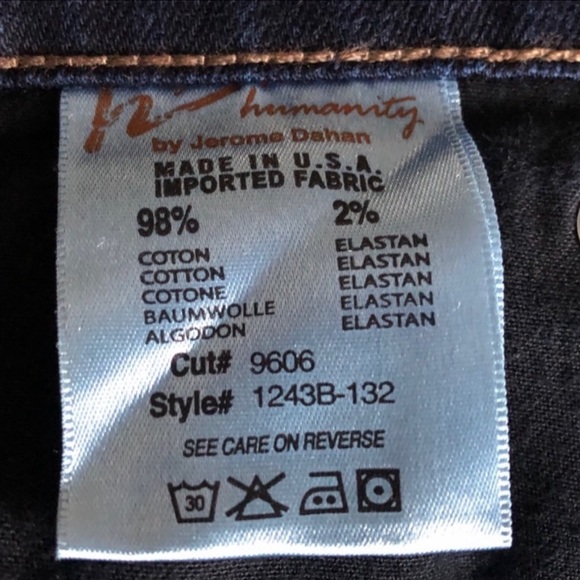 humanity
by Jerome Dahan
MADE IN U.S.A.
IMPORTED FABRIC
98% 2%
COTON ELASTAN
COTTON ELASTAN
COTONE ELASTAN
BAUMWOLLE ELASTAN
ALGODON ELASTAN
Cut# 9606
Style# 1243B-132
SEE CARE ON REVERSE
30